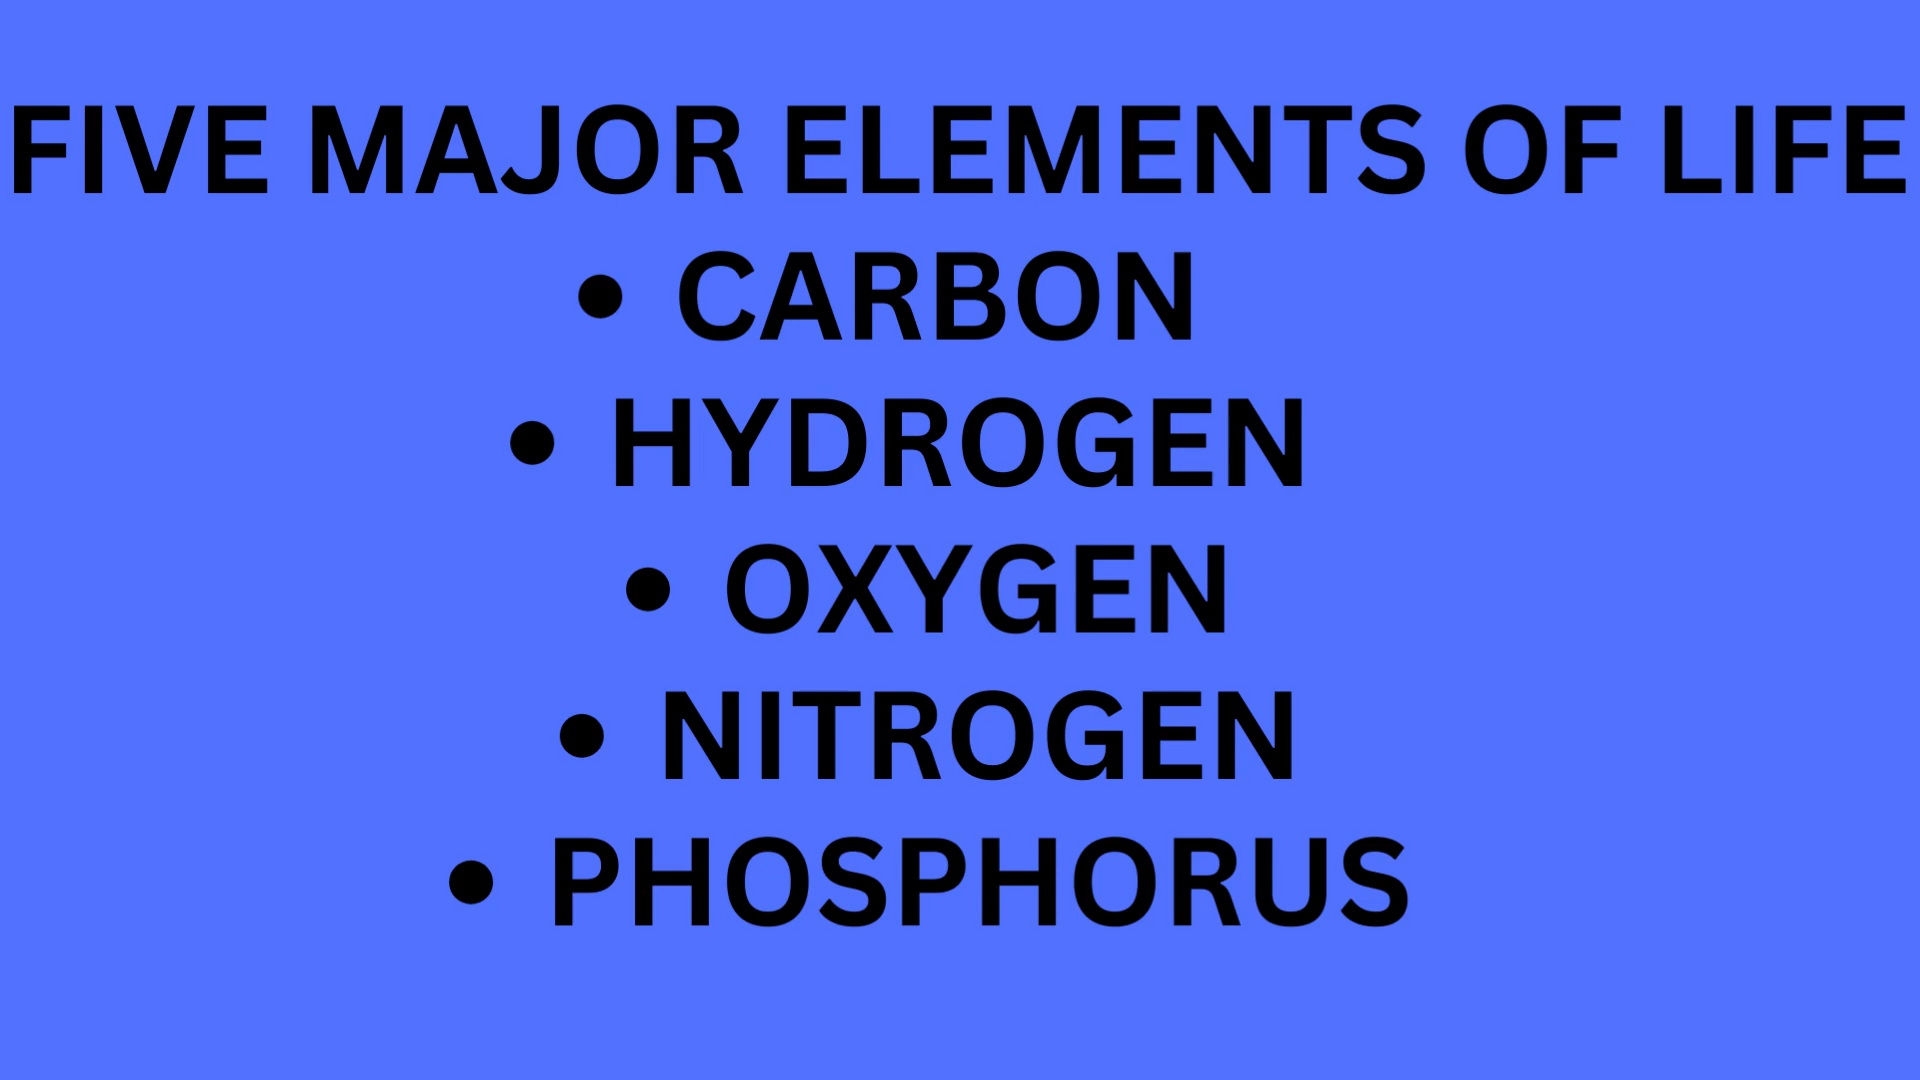 FIVE MAJOR ELEMENTS OF LIFE
• CARBON
• HYDROGEN
• OXYGEN
• NITROGEN
• PHOSPHORUS